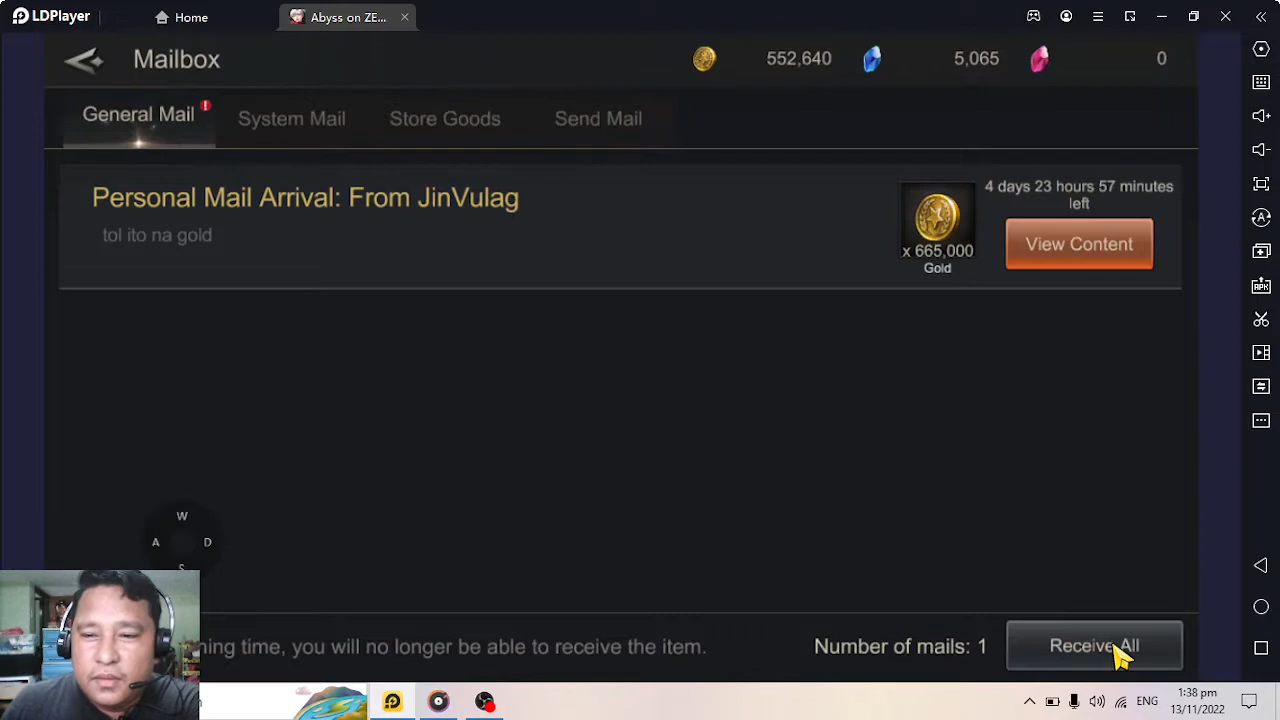 LDPlayer
Home
Abyss on ZE...
Mailbox
552,640
5,065
0
General Mail
System Mail
Store Goods
Send Mail
Personal Mail Arrival: From JinVulag
tol ito na gold
x 665,000
Gold
4 days 23 hours 57 minutes
left
View Content
W
A
D
S
ning time, you will no longer be able to receive the item.
Number of mails: 1
Receive All
ENG
1:38 pm
13/11/2022